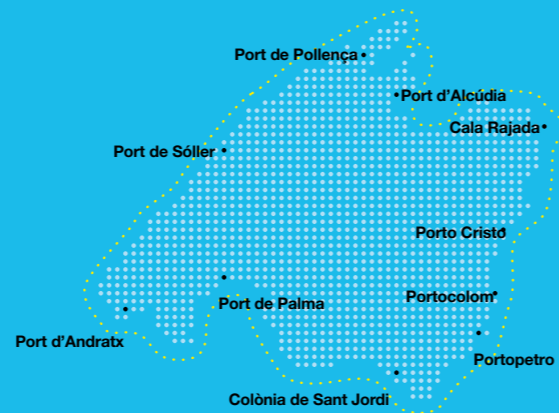 Port de Pollença
Port d'Alcúdia
Cala Rajada
Port de Sóller
Porto Cristo
Portocolom
Port de Palma
Port d'Andratx
Portopetro
Colònia de Sant Jordi